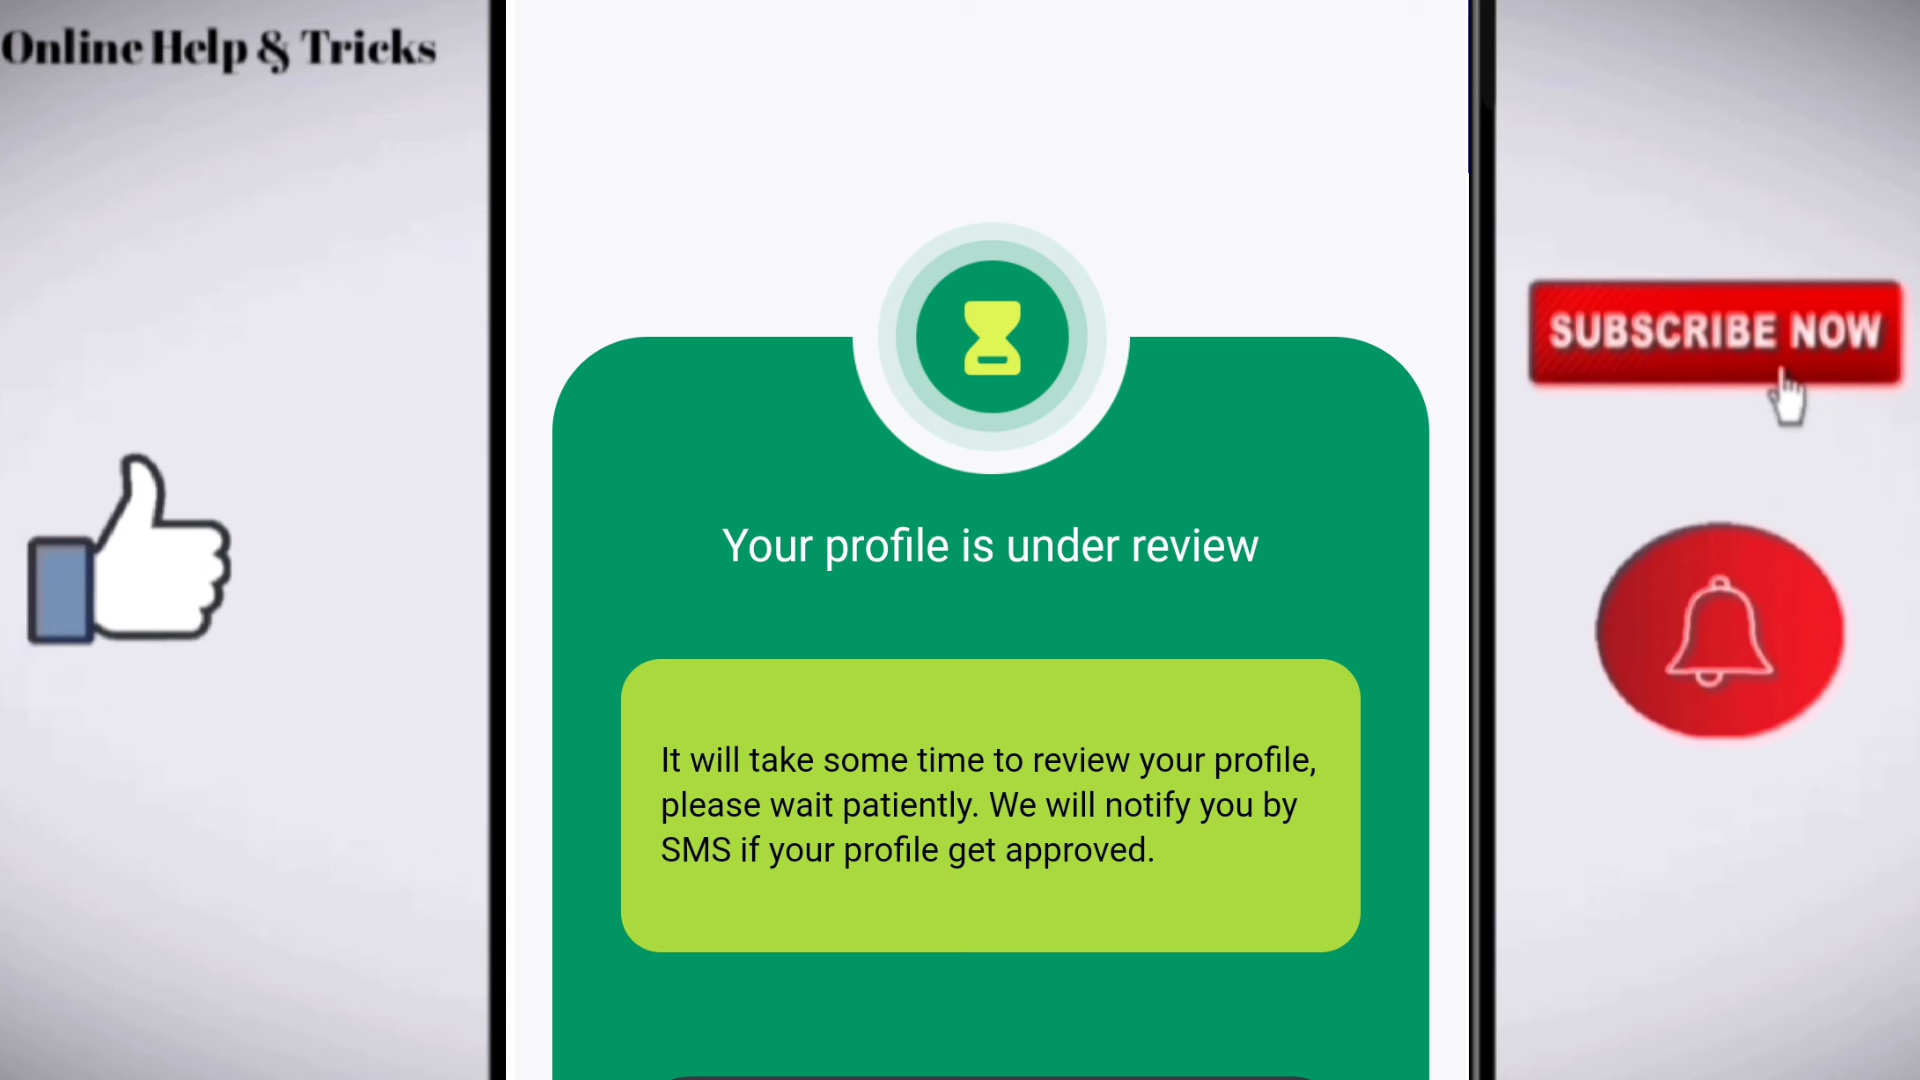 Online Help & Tricks
SUBSCRIBE NOW
Your profile is under review
It will take some time to review your profile,
please wait patiently. We will notify you by
SMS if your profile get approved.